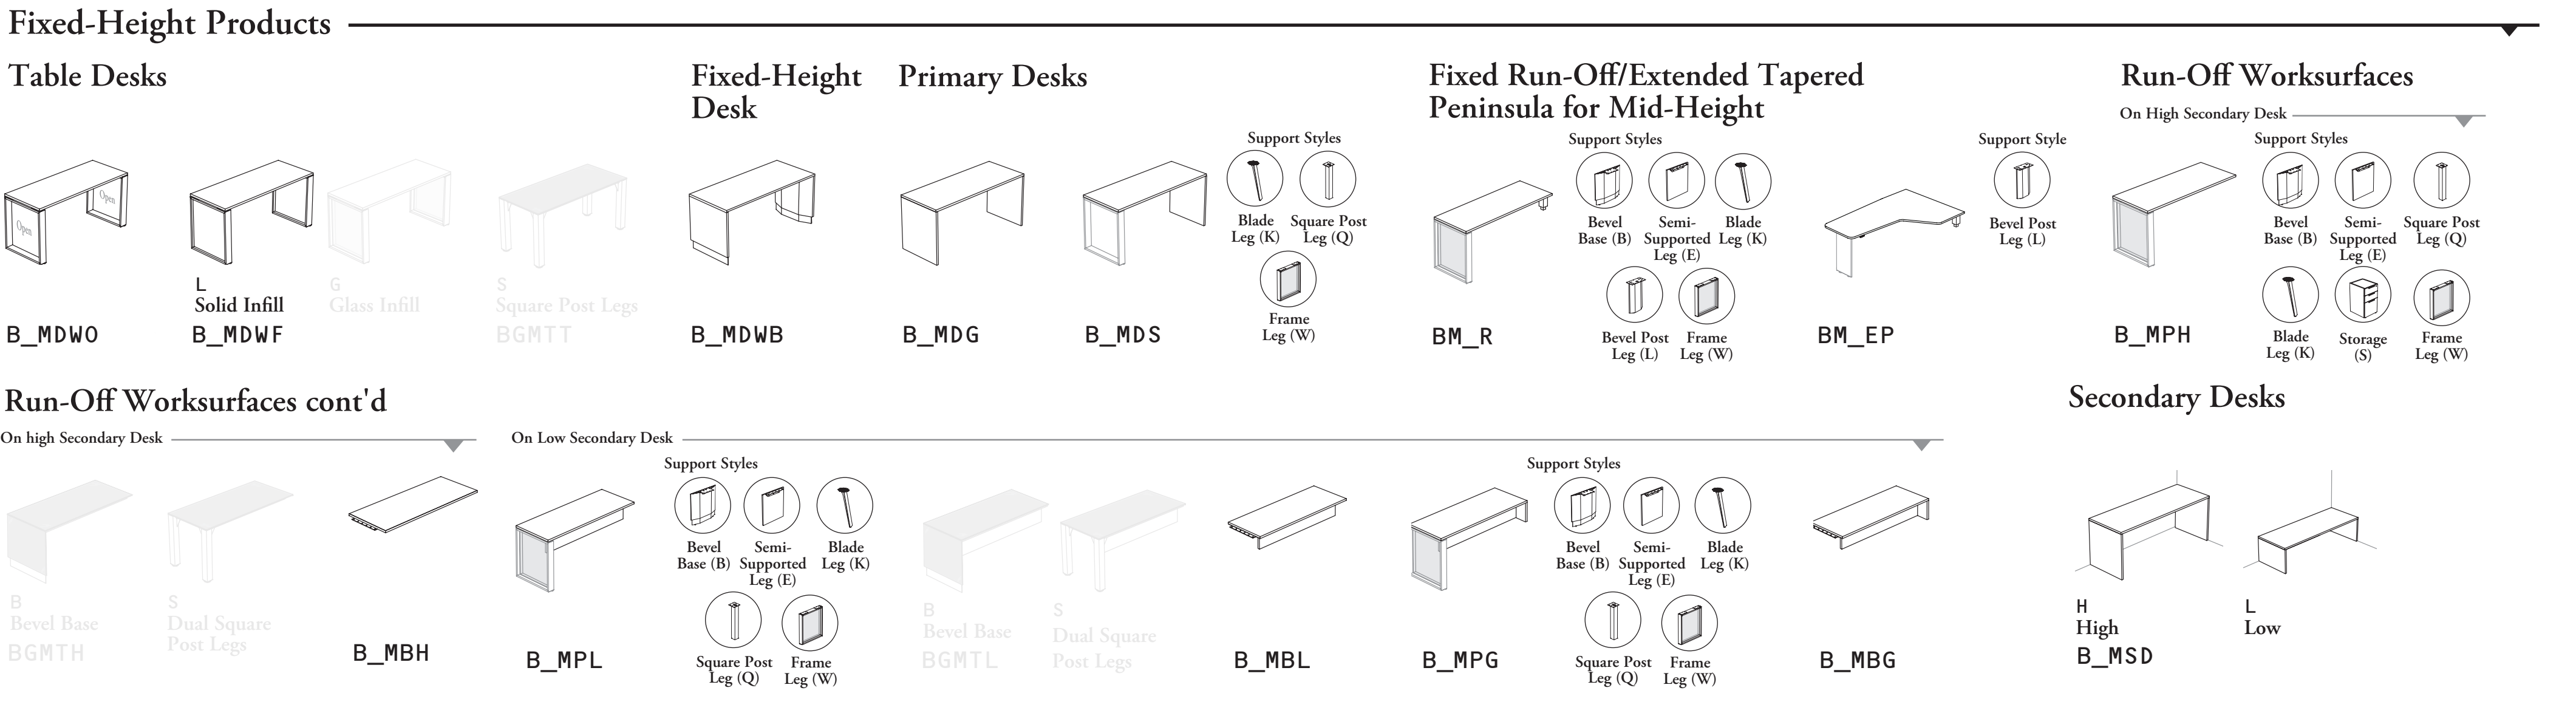 Fixed-Height Products
Table Desks
Open
Open
B_MDWO
L
Solid Infill
B_MDWF
G
Glass Infill
S
Square Post Legs
BGMTT
Fixed-Height
Desk
B_MDWB
Primary Desks
B_MDG
B_MDS
Support Styles
Blade
Leg (K)
Square Post
Leg (Q)
Frame
Leg (W)
Fixed Run-Off/Extended Tapered
Peninsula for Mid-Height
BM_R
Support Styles
Bevel
Base (B)
Semi-
Supported
Leg (E)
Blade
Leg (K)
Bevel Post
Leg (L)
Frame
Leg (W)
BM_EP
Support Style
Bevel Post
Leg (L)
Run-Off Worksurfaces
On High Secondary Desk
B_MPH
Support Styles
Bevel
Base (B)
Semi-
Supported
Leg (E)
Square Post
Leg (Q)
Blade
Leg (K)
Storage
(S)
Frame
Leg (W)
Run-Off Worksurfaces cont'd
On high Secondary Desk
B
Bevel Base
BGMTH
S
Dual Square
Post Legs
B_MBH
On Low Secondary Desk
B_MPL
Support Styles
Bevel
Base (B)
Semi-
Supported
Leg (E)
Blade
Leg (K)
Square Post
Leg (Q)
Frame
Leg (W)
B
Bevel Base
BGMTL
S
Dual Square
Post Legs
B_MBL
B_MPG
Support Styles
Bevel
Base (B)
Semi-
Supported
Leg (E)
Blade
Leg (K)
Square Post
Leg (Q)
Frame
Leg (W)
B_MBG
Secondary Desks
H
High
B_MSD
L
Low